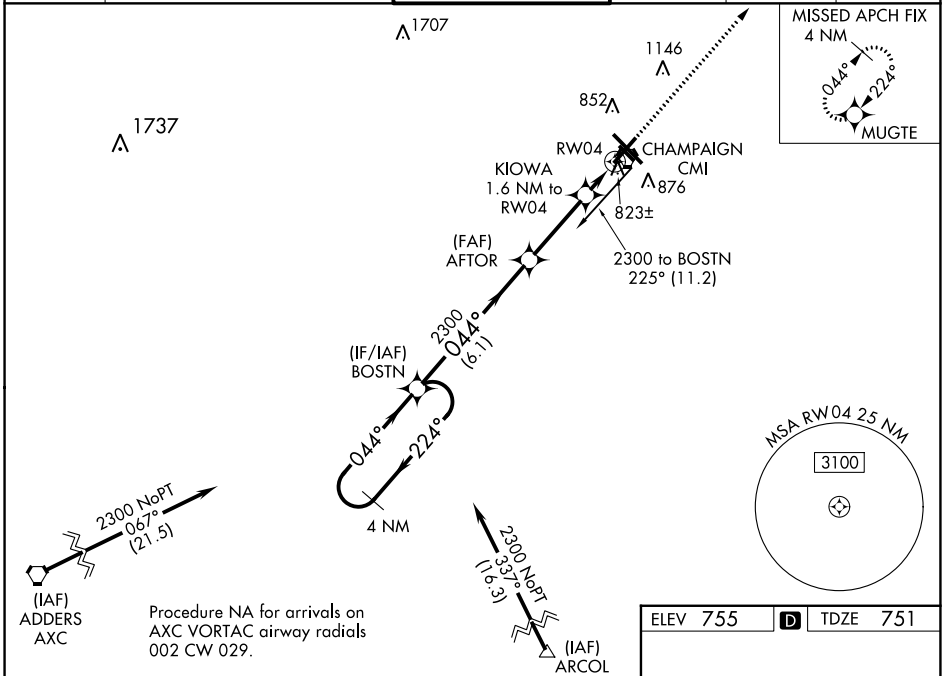 1707
1737
1146
852
MISSED APCH FIX
4 NM
044°
224°
MUGTE
RW04
CHAMPAIGN
CMI
KIOWA
1.6 NM to
RW04
876
823±
(FAF)
AFTOR
2300 to BOSTN
225° (11.2)
2300
044°
(6.1)
(IF/IAF)
BOSTN
044°
224°
4 NM
MSA RW04 25 NM
3100
2300 NoPT
067°
(21.5)
(IAF)
ADDERS
AXC
2300 NoPT
337°
(16.3)
(IAF)
ARCOL
Procedure NA for arrivals on
AXC VORTAC airway radials
002 CW 029.
ELEV 755 D TDZE 751